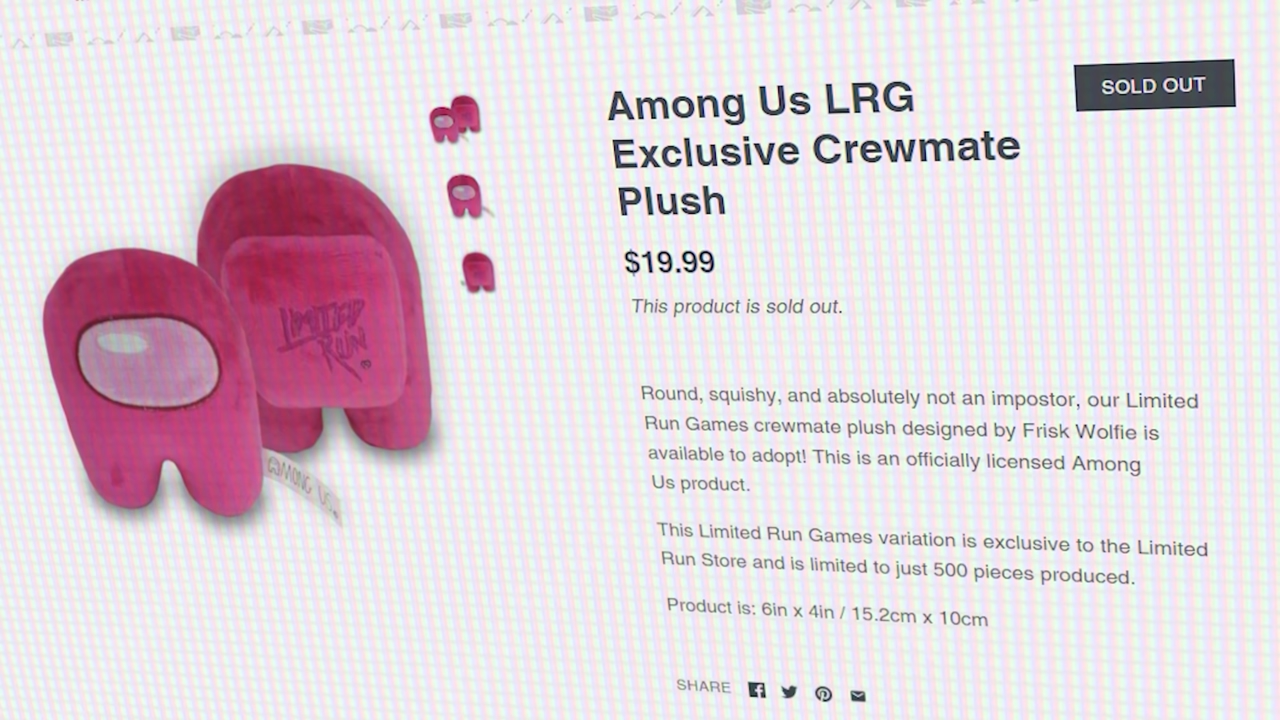 Among Us LRG
Exclusive Crewmate
Plush
SOLD OUT
$19.99
This product is sold out.
LIMITED
RUN
®
AMONG US
Round, squishy, and absolutely not an impostor, our Limited
Run Games crewmate plush designed by Frisk Wolfie is
available to adopt! This is an officially licensed Among
Us product.
This Limited Run Games variation is exclusive to the Limited
Run Store and is limited to just 500 pieces produced.
Product is: 6in x 4in / 15.2cm x 10cm
SHARE